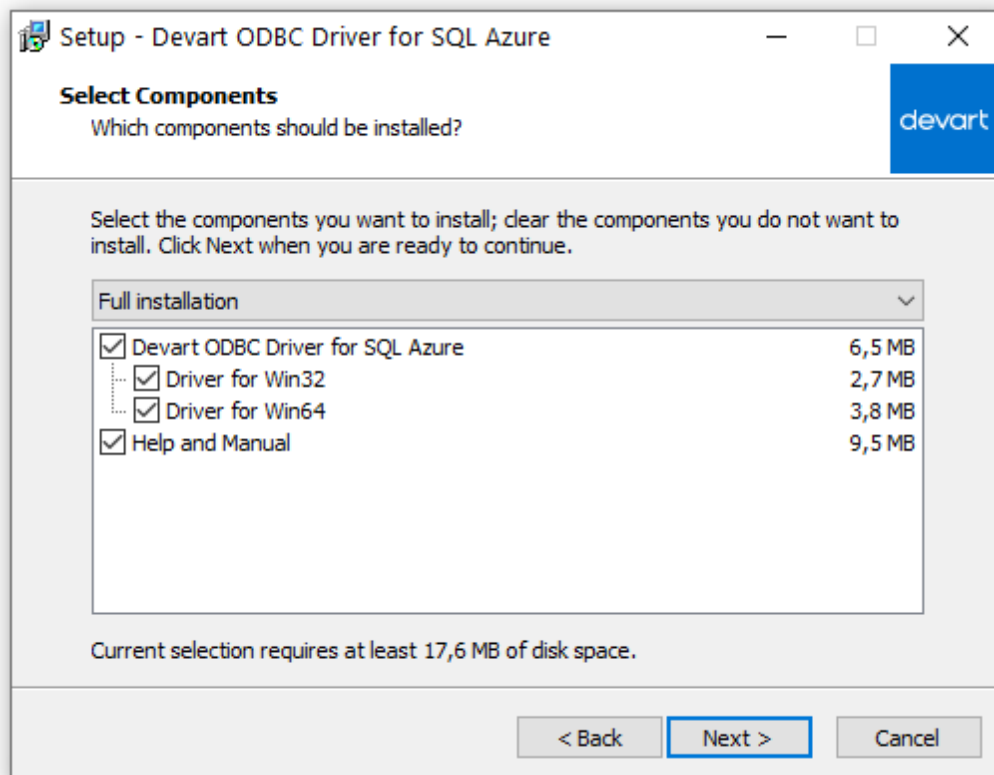 Setup - Devart ODBC Driver for SQL Azure
Select Components
Which components should be installed?
devart
Select the components you want to install; clear the components you do not want to
install. Click Next when you are ready to continue.
Full installation
Devart ODBC Driver for SQL Azure 6,5 MB
Driver for Win32 2,7 MB
Driver for Win64 3,8 MB
Help and Manual 9,5 MB
Current selection requires at least 17,6 MB of disk space.
< Back Next > Cancel